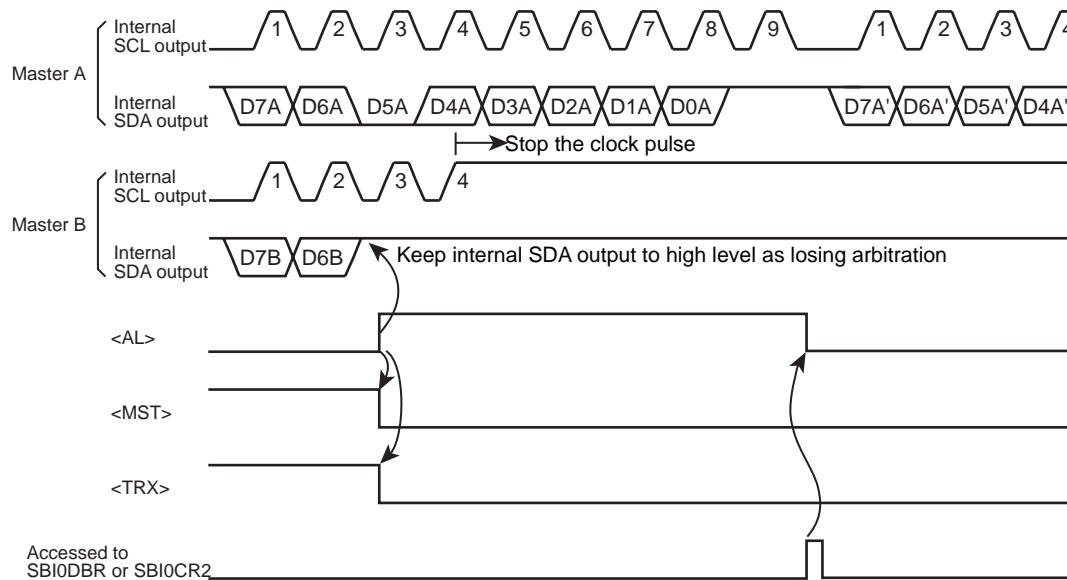 Internal
SCL output
1 2 3 4 5 6 7 8 9 1 2 3 4
Master A
Internal
SDA output
D7A D6A D5A D4A D3A D2A D1A D0A D7A' D6A' D5A' D4A'
Stop the clock pulse
Internal
SCL output
1 2 3 4
Master B
Internal
SDA output
D7B D6B
Keep internal SDA output to high level as losing arbitration
<AL>
<MST>
<TRX>
Accessed to
SBI0DBR or SBI0CR2